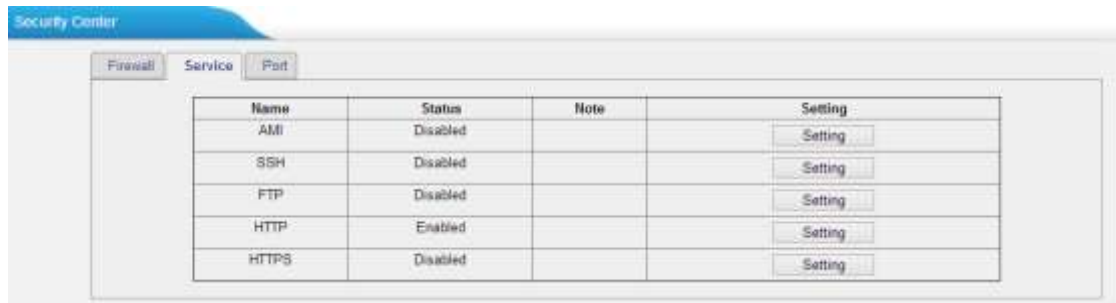 Security Center
Firewall Service Port
Name Status Note Setting
AMI Disabled Setting
SSH Disabled Setting
FTP Disabled Setting
HTTP Enabled Setting
HTTPS Disabled Setting